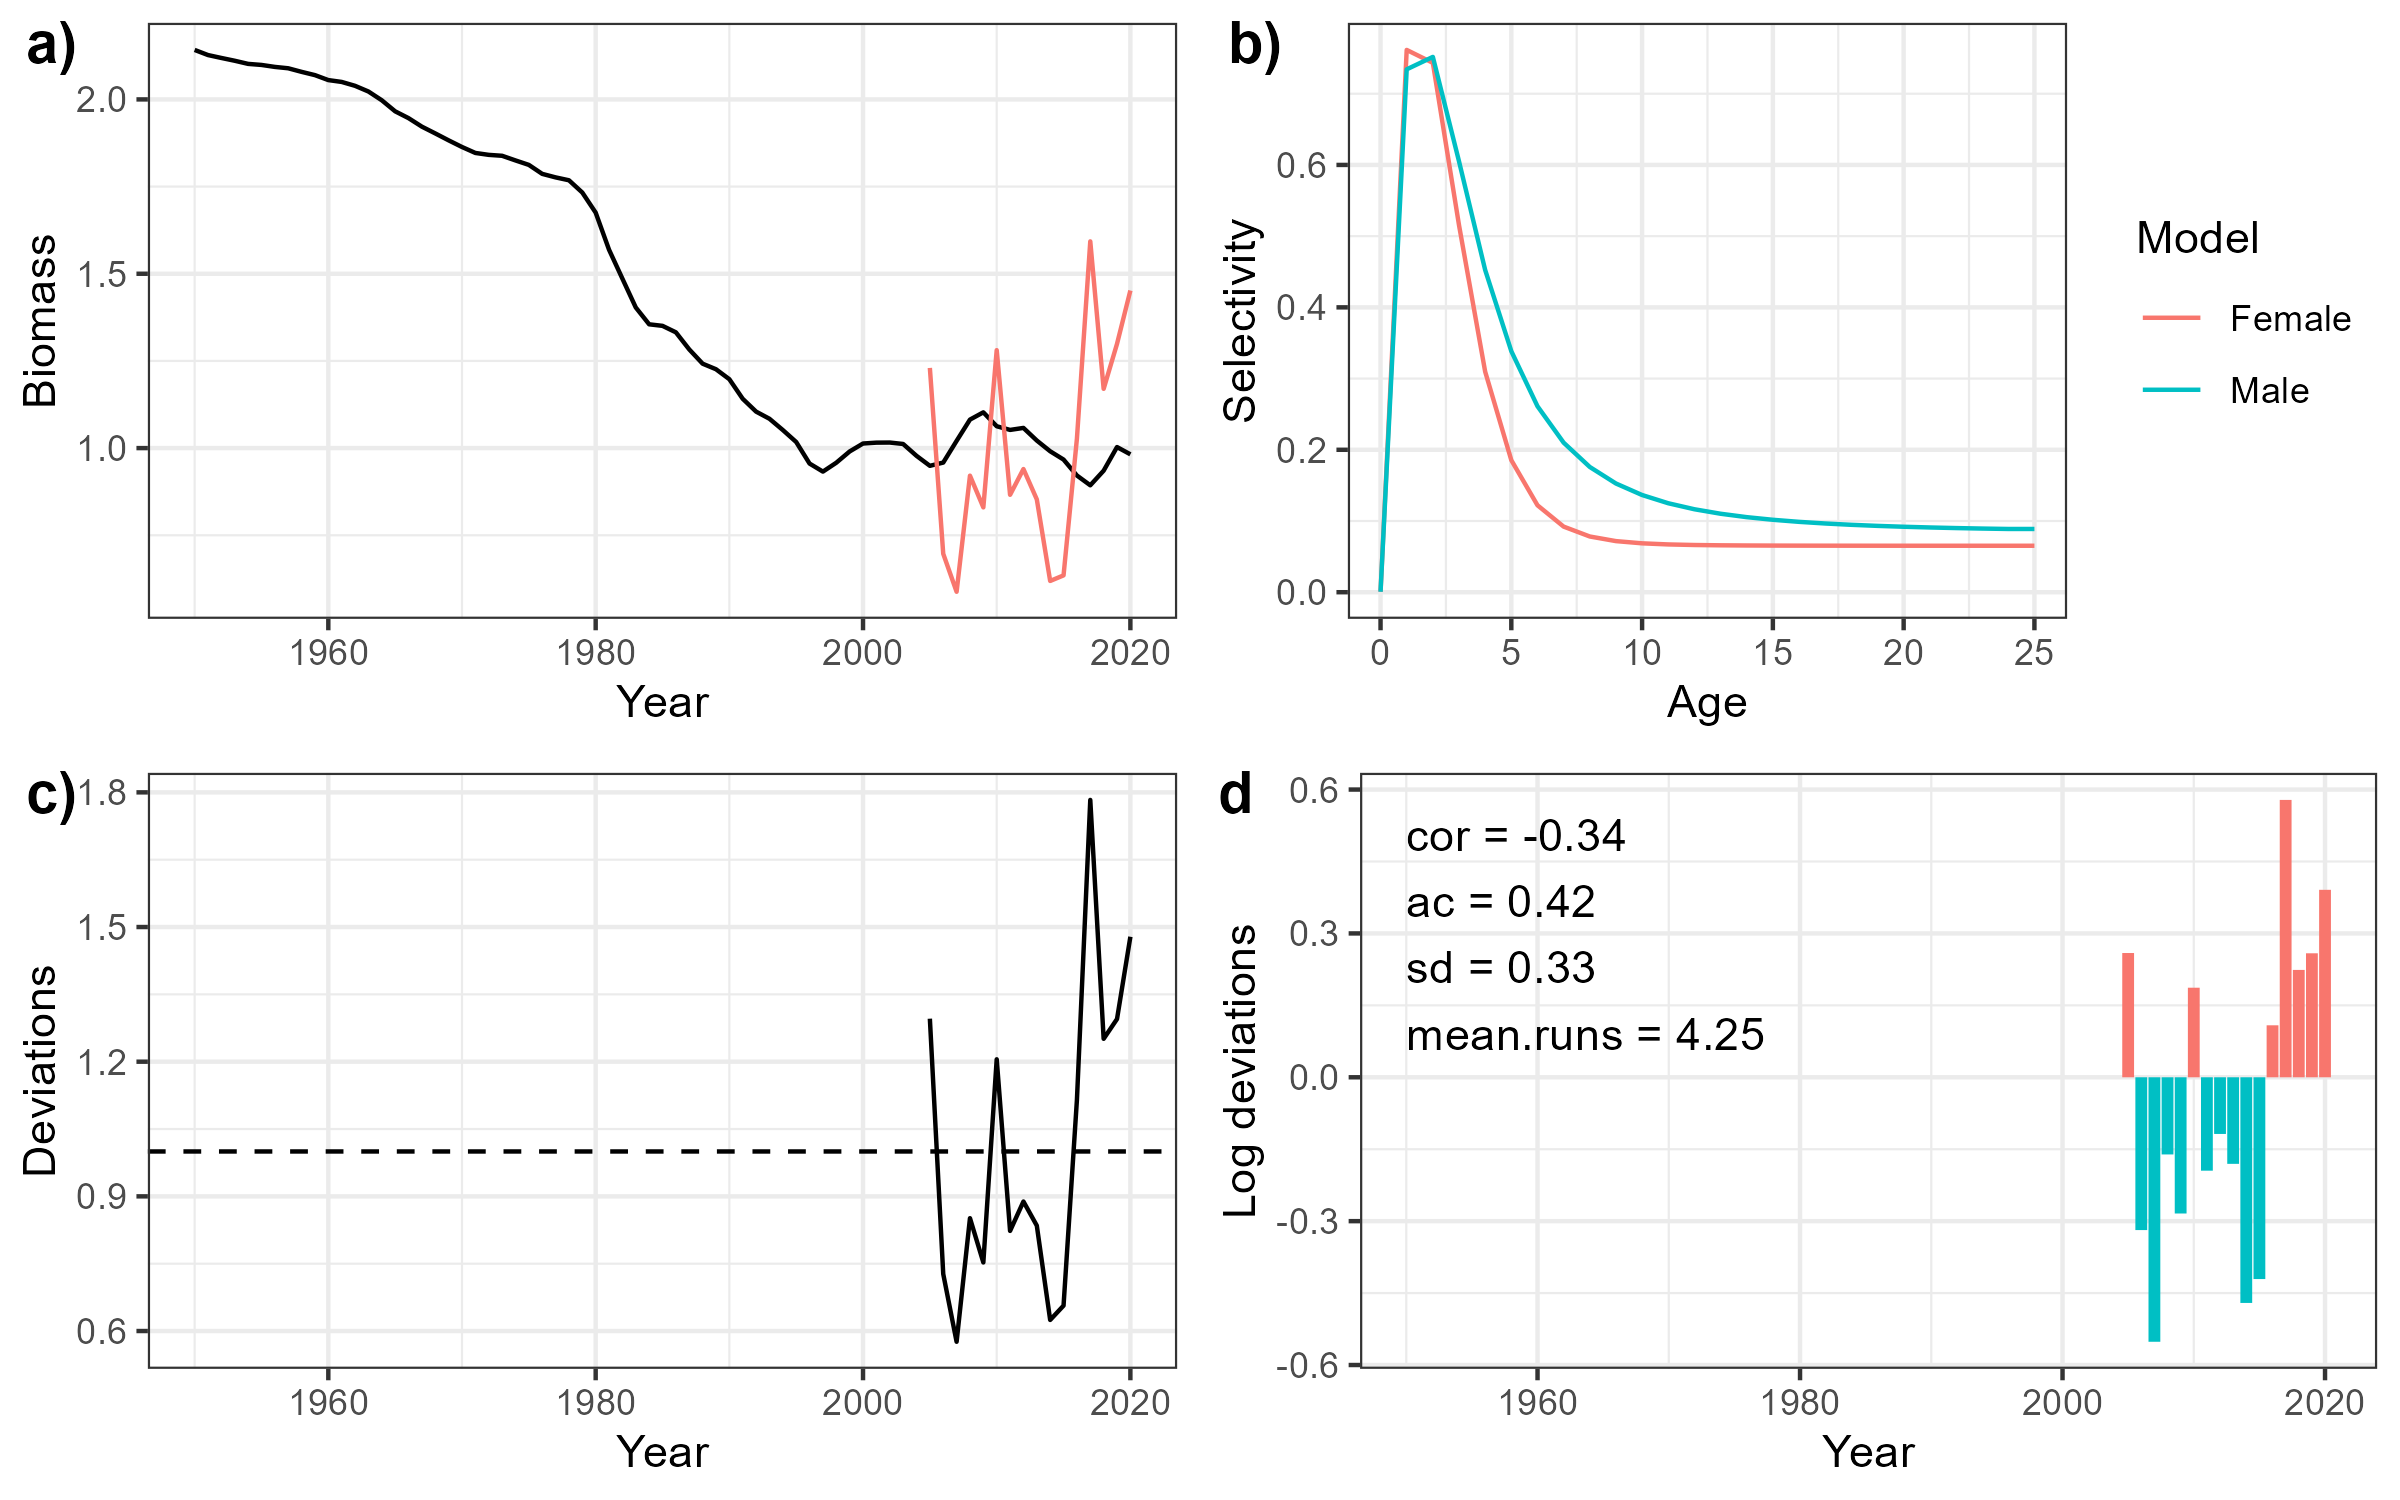 a)
2.0
1.5
1.0
Biomass
1960 1980 2000 2020
Year
b)
0.6
0.4
0.2
0.0
Selectivity
0 5 10 15 20 25
Age
Model
Female
Male
c)
1.8
1.5
1.2
0.9
0.6
Deviations
1960 1980 2000 2020
Year
d
0.6
0.3
0.0
-0.3
-0.6
Log deviations
cor = -0.34
ac = 0.42
sd = 0.33
mean.runs = 4.25
1960 1980 2000 2020
Year